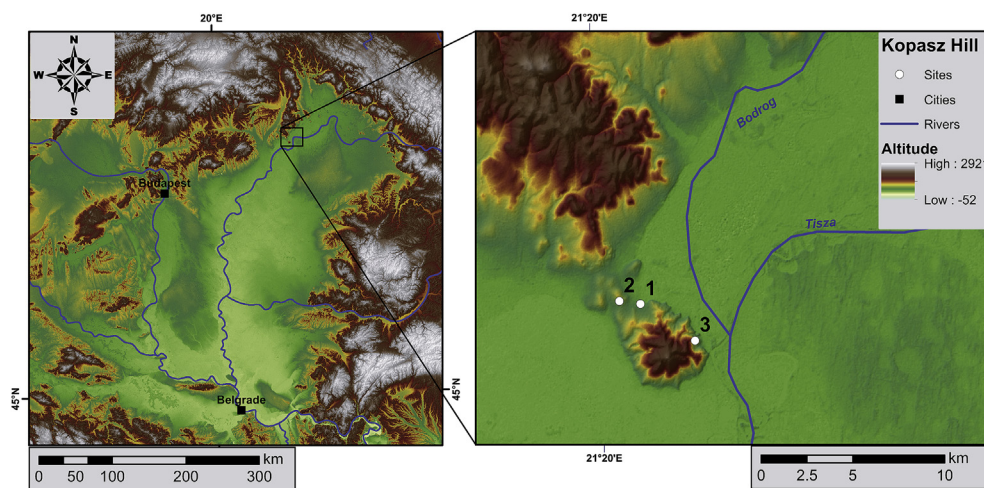 20°E
21°20'E
N
W E
S
Budapest
Belgrade
45°N
45°N
0 50 100 200 300 km
Bodrog
Tisza
2 1
3
Kopasz Hill
Sites
Cities
Rivers
Altitude
High : 292
Low : -52
21°20'E
0 2.5 5 10 km